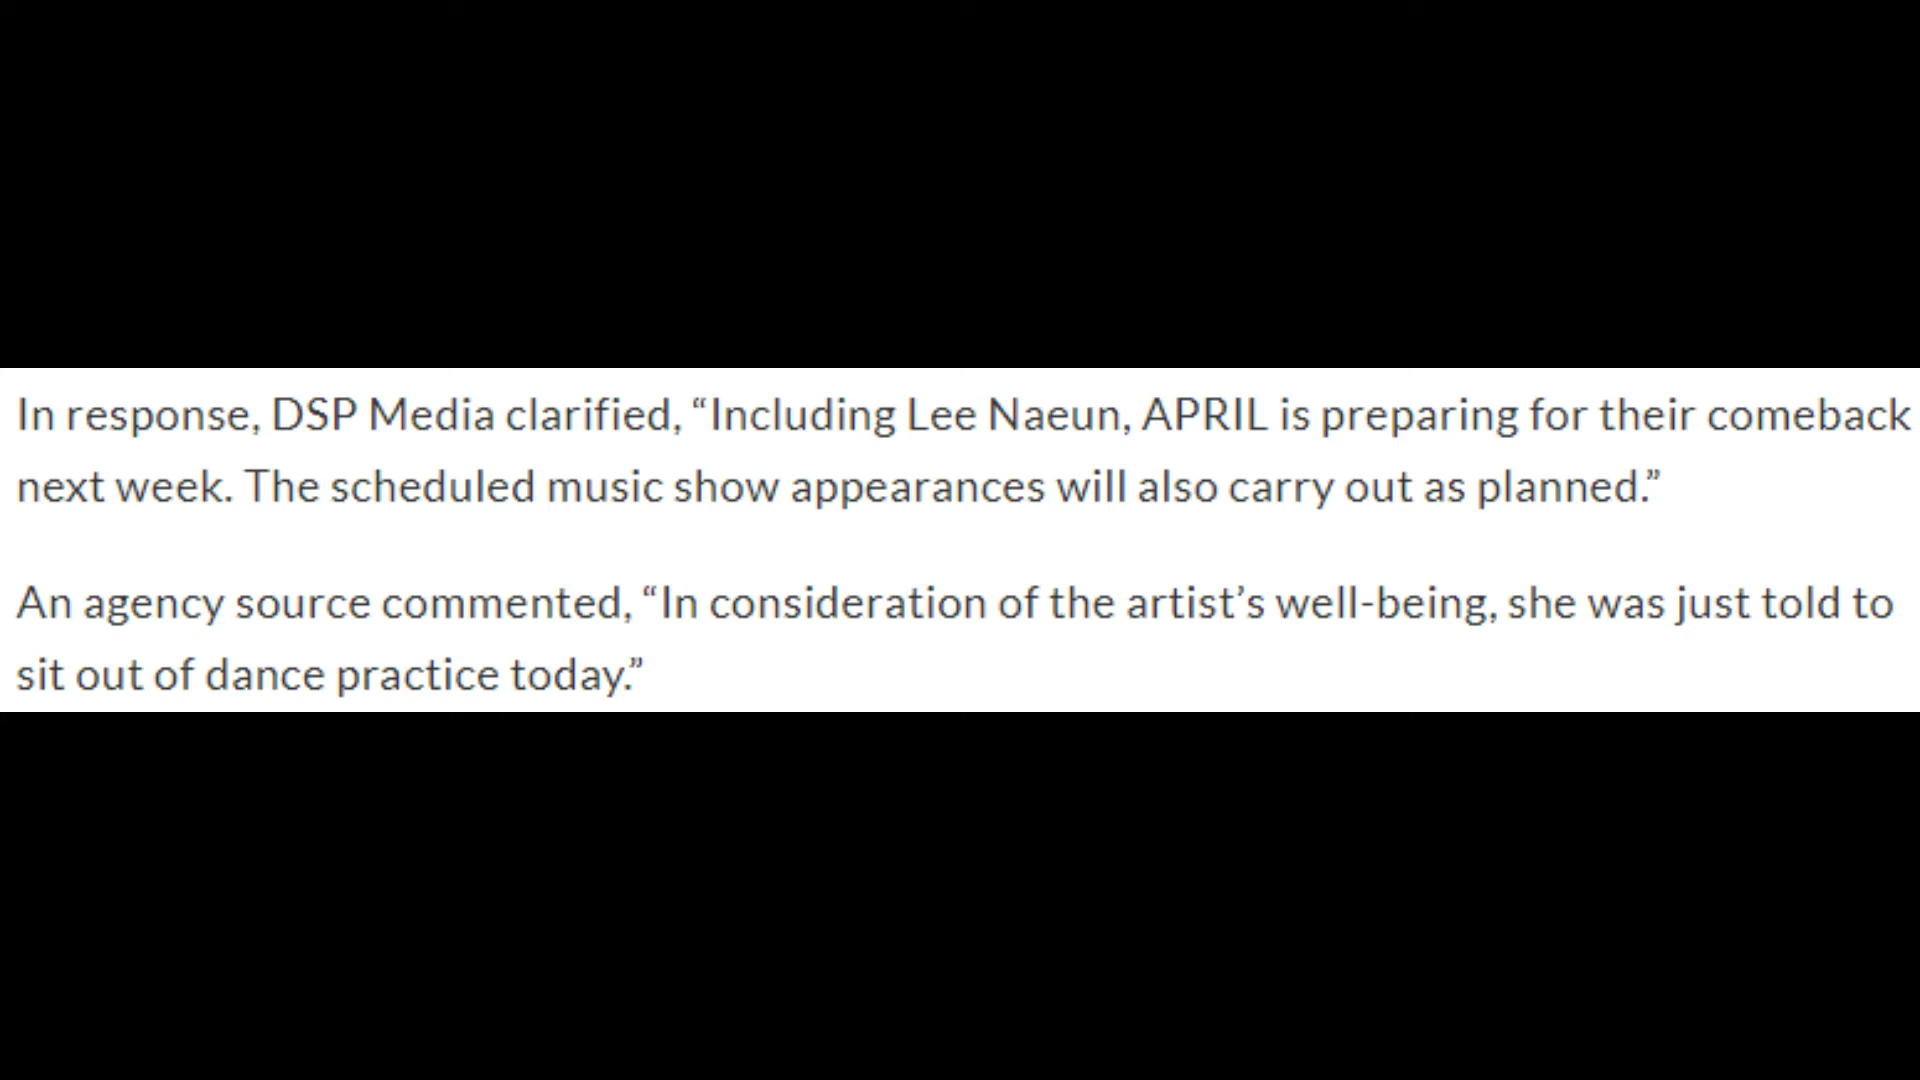 In response, DSP Media clarified, “Including Lee Naeun, APRIL is preparing for their comeback
next week. The scheduled music show appearances will also carry out as planned.”
An agency source commented, “In consideration of the artist’s well-being, she was just told to
sit out of dance practice today.”